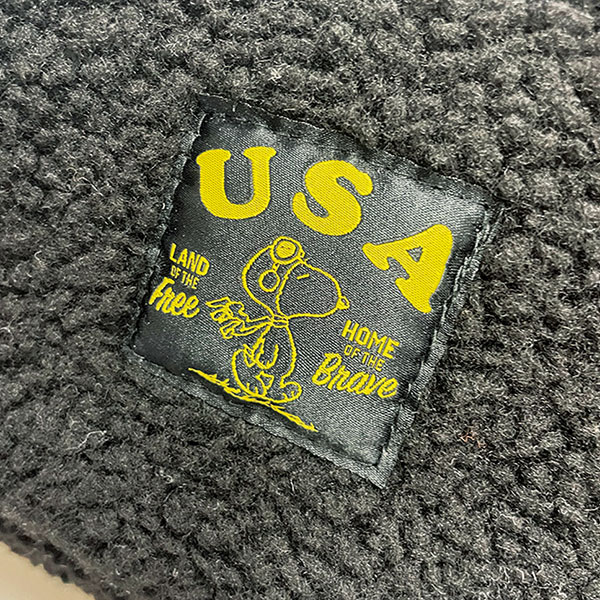 USA
LAND
OF THE
Free
HOME
OF THE
Brave